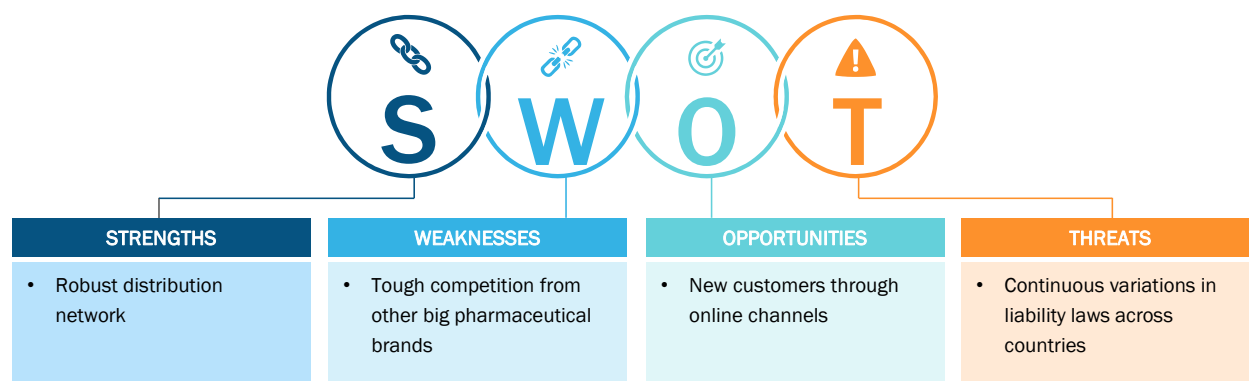 S W O T
STRENGTHS
• Robust distribution
network
WEAKNESSES
• Tough competition from
other big pharmaceutical
brands
OPPORTUNITIES
• New customers through
online channels
THREATS
• Continuous variations in
liability laws across
countries